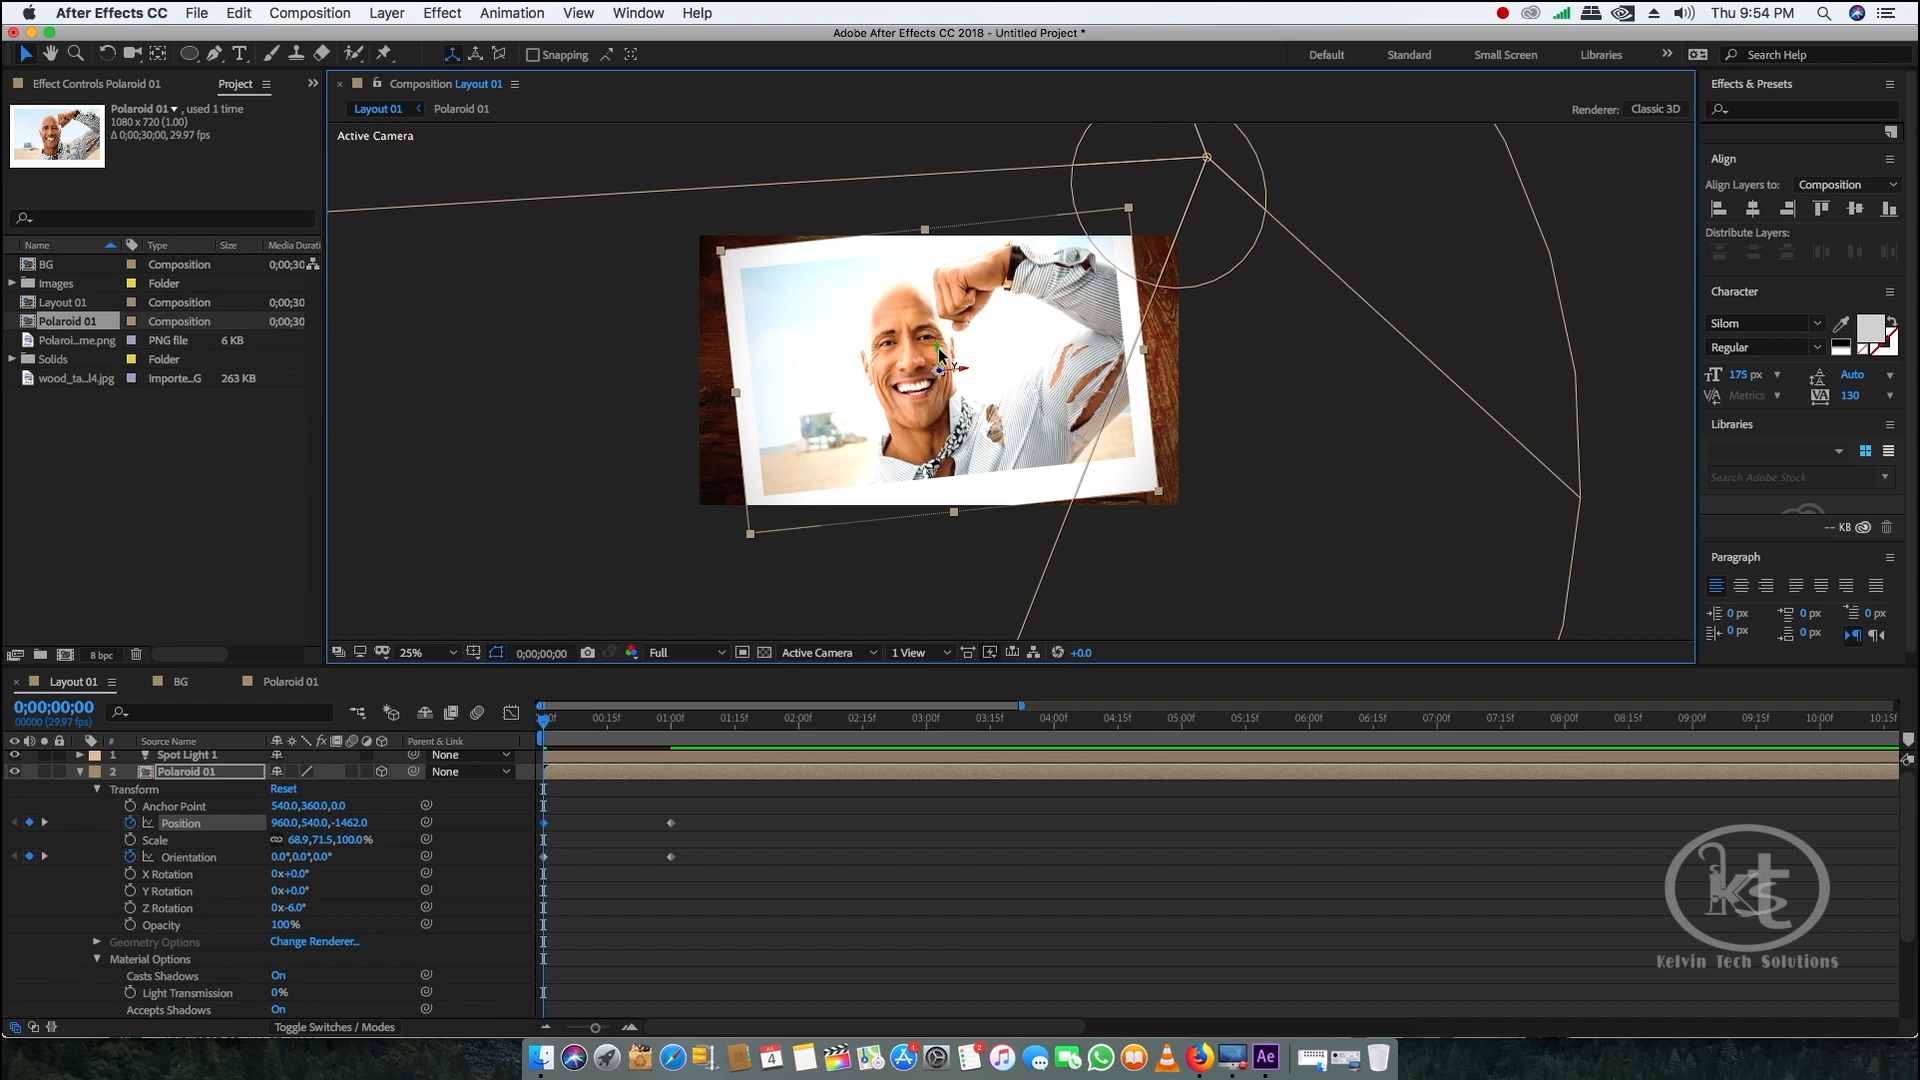 After Effects CC File Edit Composition Layer Effect Animation View Window Help Thu 9:54 PM
Adobe After Effects CC 2018 - Untitled Project *
Snapping Default Standard Small Screen Libraries Search Help
Effect Controls Polaroid 01 Project
Polaroid 01 , used 1 time
1080 x 720 (1.00)
Δ 0;00;30;00, 29.97 fps
Name Type Size Media Durati
BG Composition 0;00;30
Images Folder
Layout 01 Composition 0;00;30
Polaroid 01 Composition 0;00;30
Polaroi...me.png PNG file 6 KB
Solids Folder
wood_ta...l4.jpg Importe...G 263 KB
8 bpc
Composition Layout 01
Layout 01 Polaroid 01 Renderer: Classic 3D
Active Camera
Y
25% 0;00;00;00 Full Active Camera 1 View +0.0
Effects & Presets
Align
Align Layers to: Composition
Distribute Layers:
Character
Silom
Regular
175 px Auto
Metrics 130
Libraries
Search Adobe Stock
-- KB
Paragraph
0 px 0 px 0 px
0 px 0 px
Layout 01 BG Polaroid 01
0;00;00;00
00000 (29.97 fps)
00:15f 01:00f 01:15f 02:00f 02:15f 03:00f 03:15f 04:00f 04:15f 05:00f 05:15f 06:00f 06:15f 07:00f 07:15f 08:00f 08:15f 09:00f 09:15f 10:00f 10:15f
# Source Name Parent & Link
1 Spot Light 1 None
2 Polaroid 01 None
Transform Reset
Anchor Point 540.0,360.0,0.0
Position 960.0,540.0,-1462.0
Scale 68.9,71.5,100.0%
Orientation 0.0°,0.0°,0.0°
X Rotation 0x+0.0°
Y Rotation 0x+0.0°
Z Rotation 0x-6.0°
Opacity 100%
Geometry Options Change Renderer...
Material Options
Casts Shadows On
Light Transmission 0%
Accepts Shadows On
Toggle Switches / Modes
kts
Kelvin Tech Solutions
4 1 2 Ae